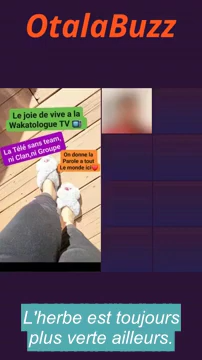 OtalaBuzz
Le joie de vive a la
Wakatologue TV
La Télé sans team,
ni Clan,ni Groupe
On donne la
Parole a tout
Le monde ici
L'herbe est toujours
plus verte ailleurs.